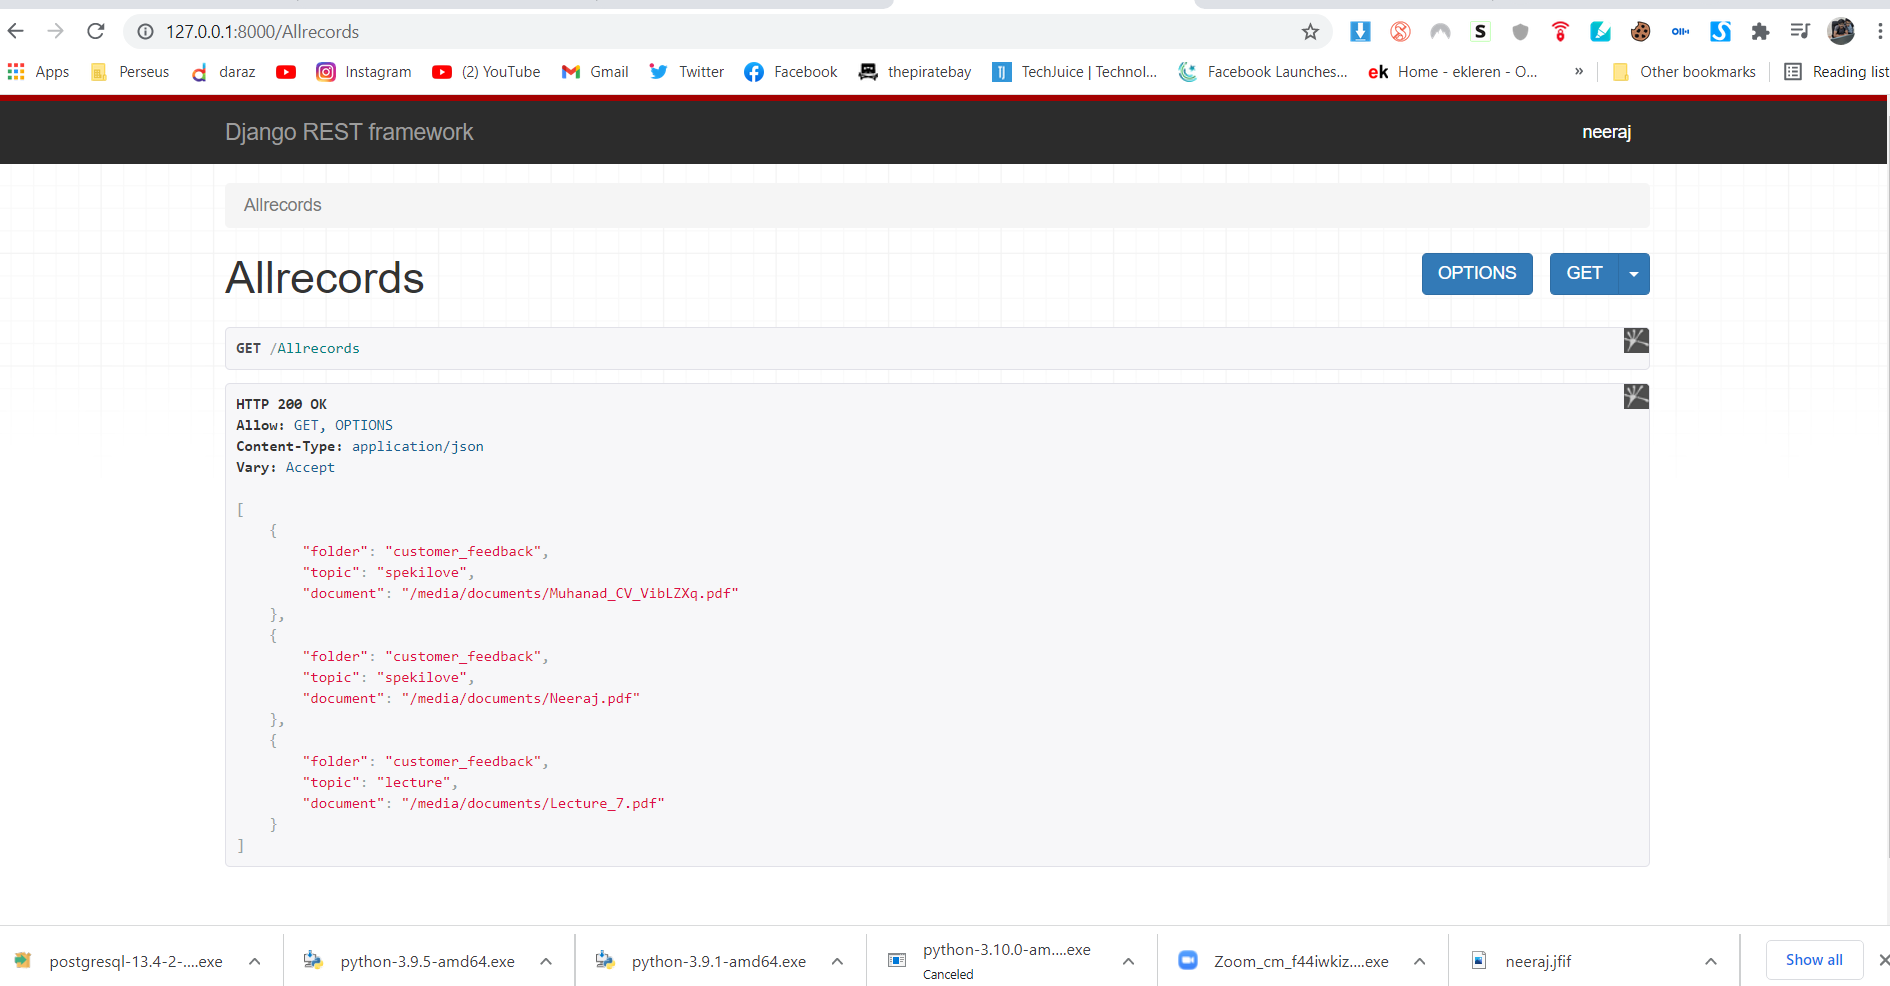 127.0.0.1:8000/Allrecords
S
Apps
Perseus
daraz
Instagram
(2) YouTube
Gmail
Twitter
Facebook
thepiratebay
TJ
TechJuice | Technol...
Facebook Launches...
ek
Home - ekleren - O...
»
Other bookmarks
Reading list
Django REST framework
neeraj
Allrecords
Allrecords
OPTIONS
GET
GET /Allrecords
HTTP 200 OK
Allow: GET, OPTIONS
Content-Type: application/json
Vary: Accept
[
{
"folder": "customer_feedback",
"topic": "spekilove",
"document": "/media/documents/Muhanad_CV_VibLZXq.pdf"
},
{
"folder": "customer_feedback",
"topic": "spekilove",
"document": "/media/documents/Neeraj.pdf"
},
{
"folder": "customer_feedback",
"topic": "lecture",
"document": "/media/documents/Lecture_7.pdf"
}
]
postgresql-13.4-2-....exe
python-3.9.5-amd64.exe
python-3.9.1-amd64.exe
python-3.10.0-am....exe
Canceled
Zoom_cm_f44iwkiz....exe
neeraj.jfif
Show all